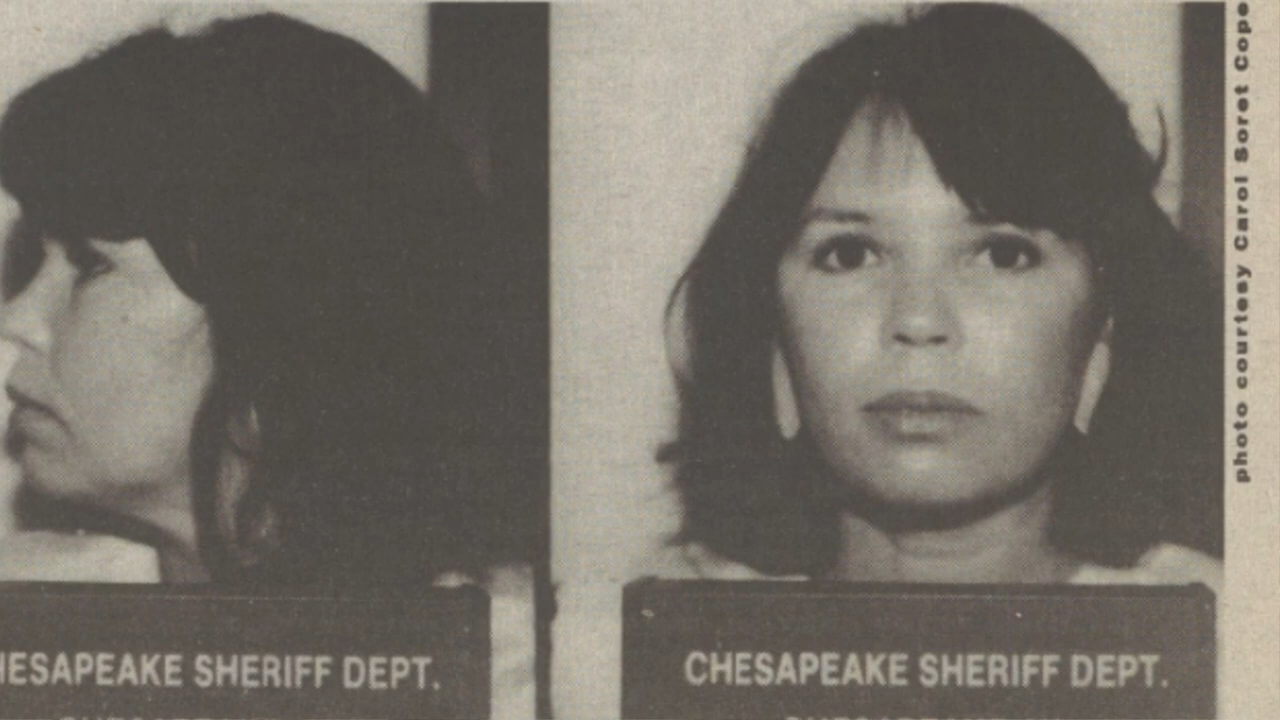 HESAPEAKE SHERIFF DEPT.
CHESAPEAKE SHERIFF DEPT.
photo courtesy Carol Soret Cope